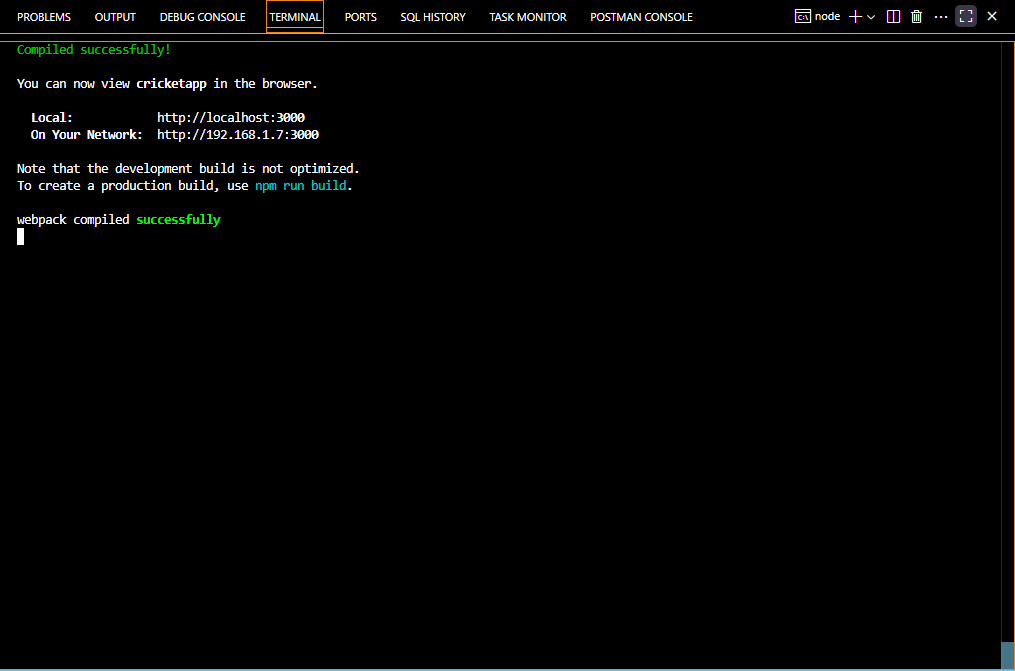 PROBLEMS OUTPUT DEBUG CONSOLE TERMINAL PORTS SQL HISTORY TASK MONITOR POSTMAN CONSOLE node
Compiled successfully!
You can now view cricketapp in the browser.
Local: http://localhost:3000
On Your Network: http://192.168.1.7:3000
Note that the development build is not optimized.
To create a production build, use npm run build.
webpack compiled successfully